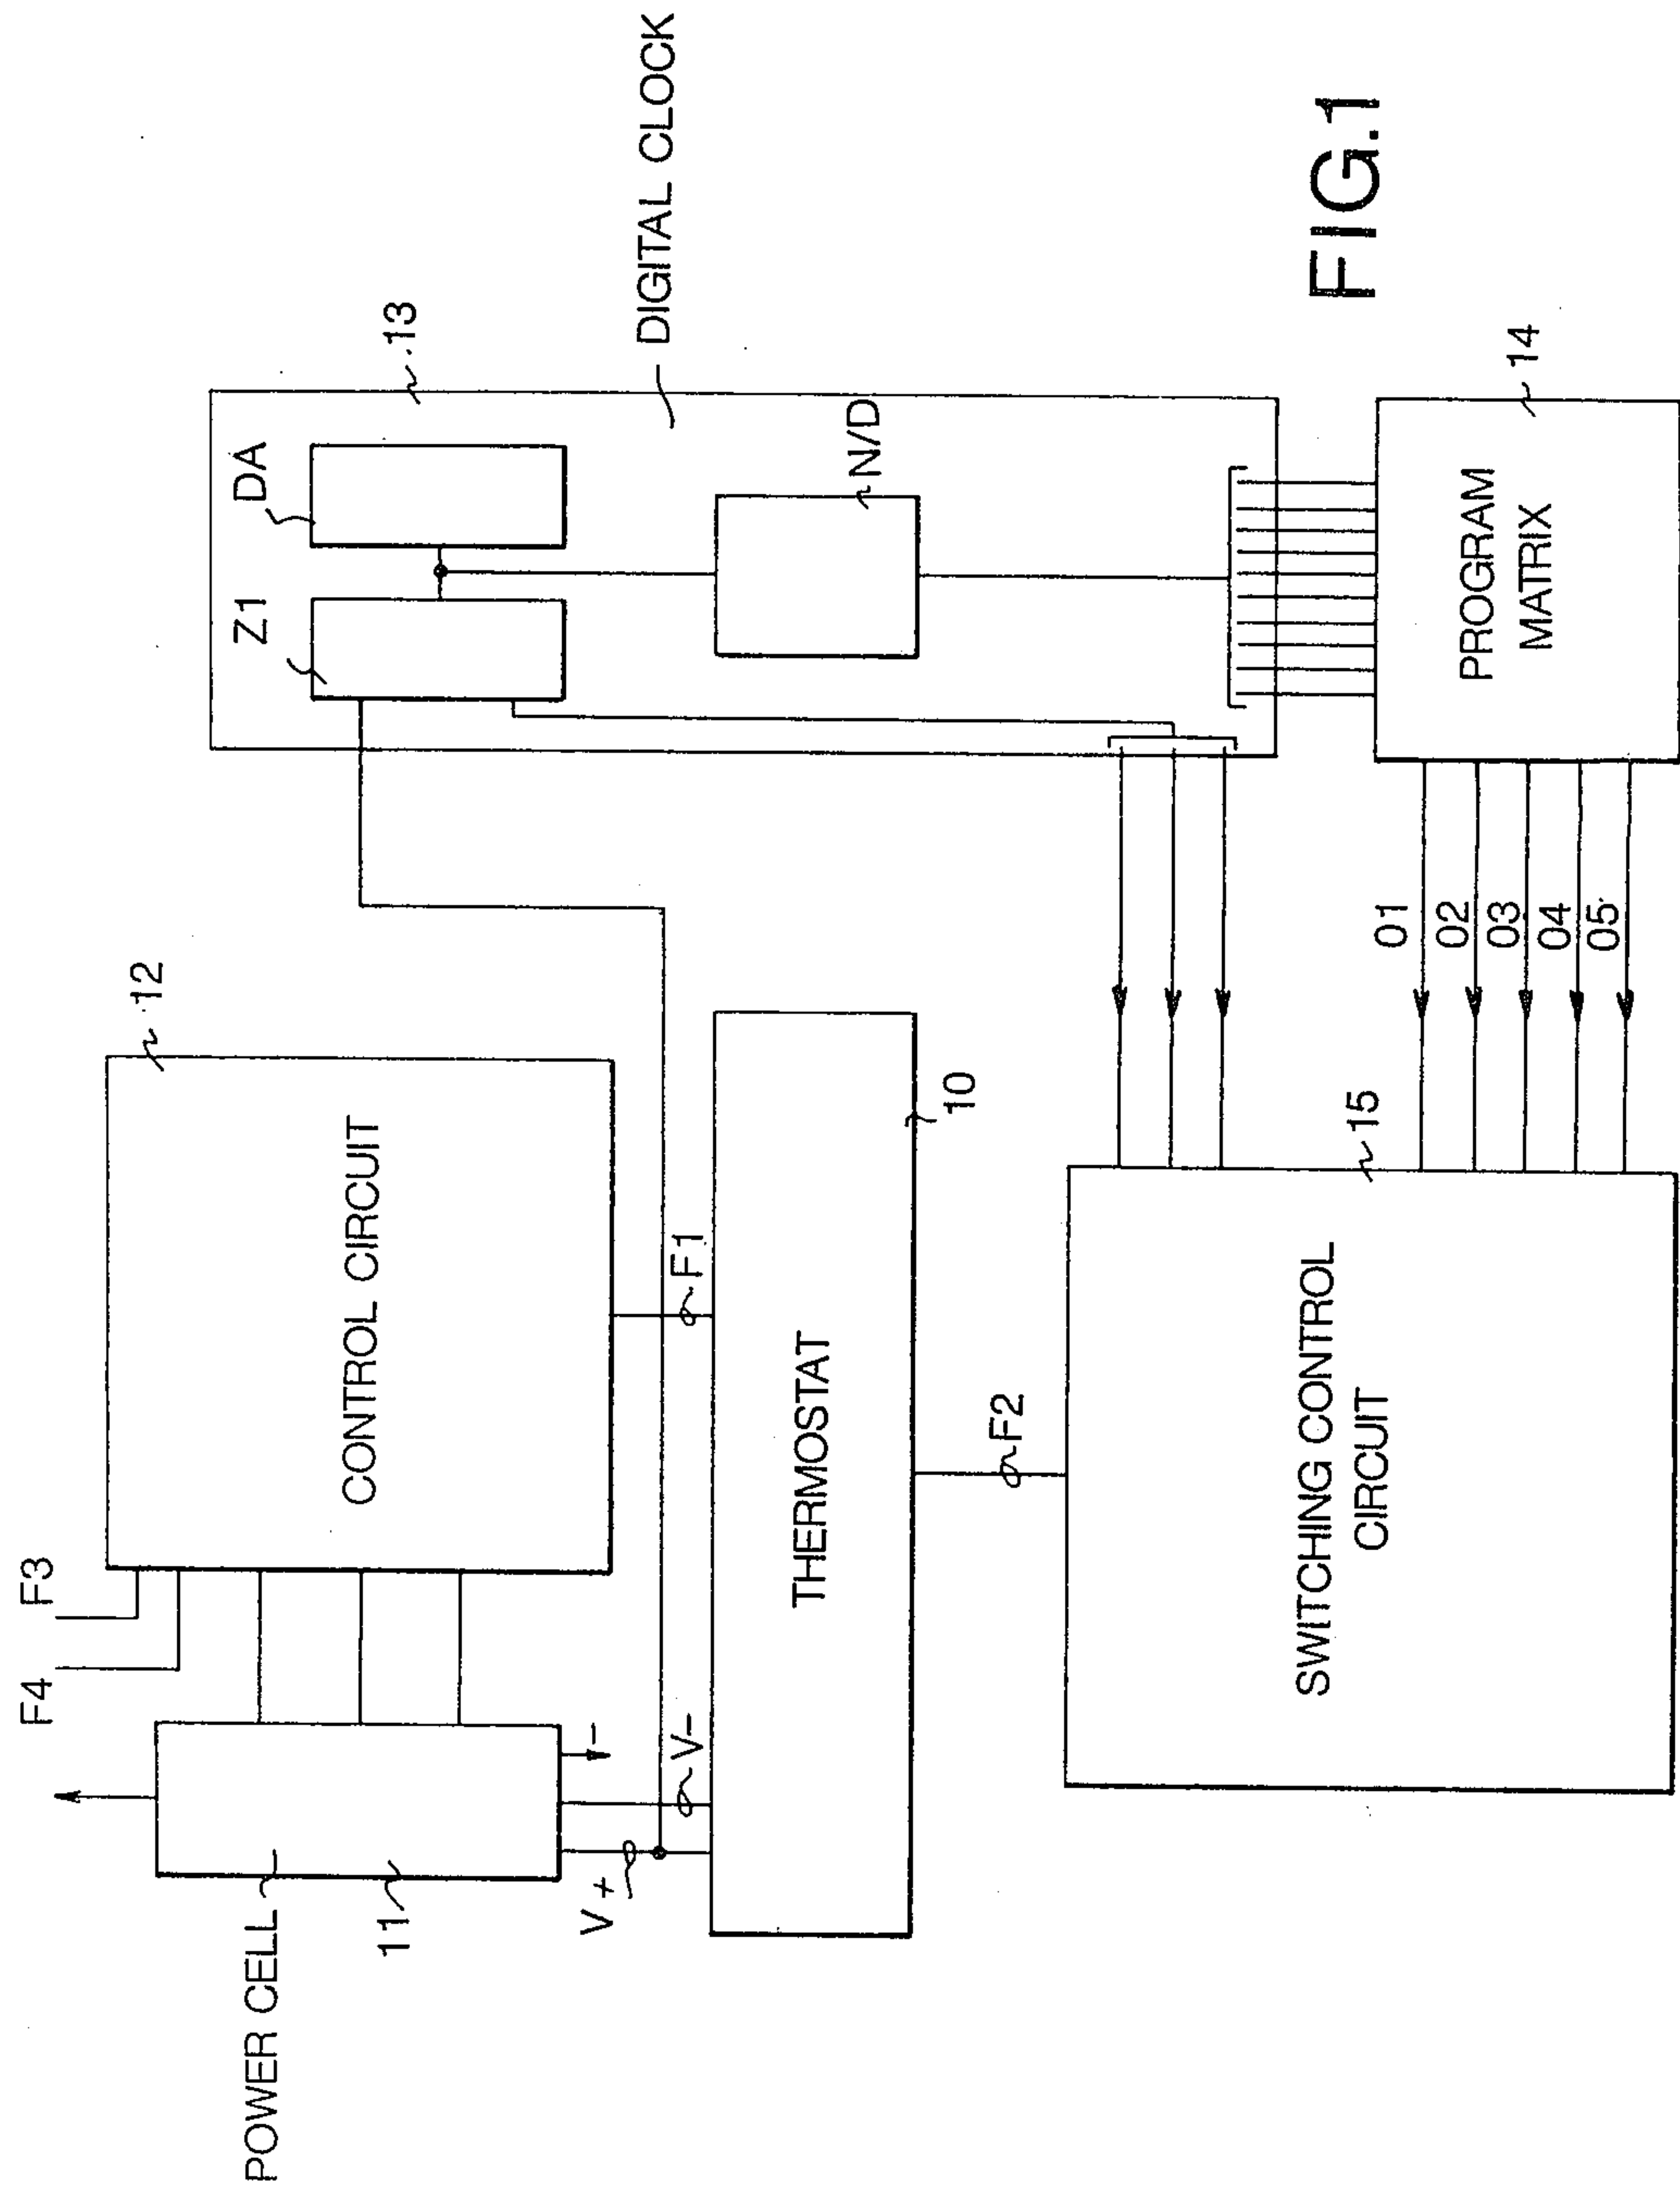 F4
F3
POWER CELL
11
CONTROL CIRCUIT
12
V+
V-
-
F1
THERMOSTAT
10
F2
SWITCHING CONTROL
CIRCUIT
15
Z1
DA
13
DIGITAL CLOCK
N/D
01
02
03
04
05
PROGRAM
MATRIX
14
FIG.1